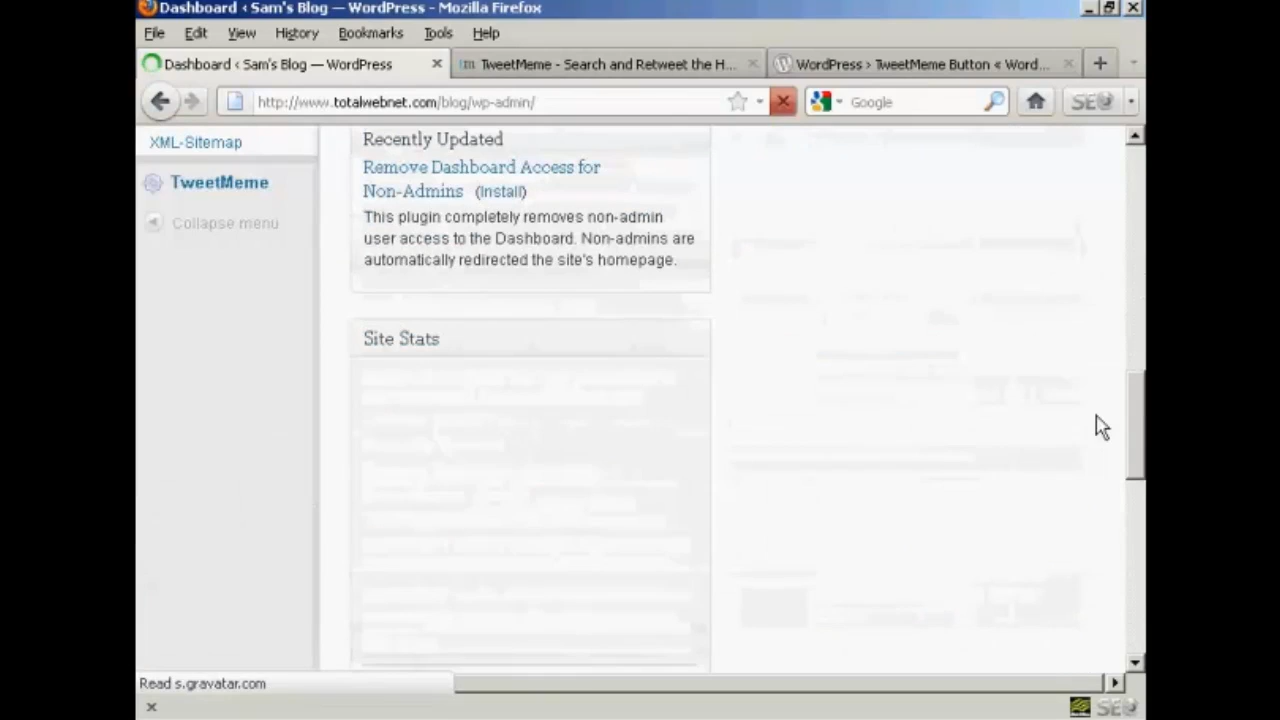 Dashboard ‹ Sam's Blog — WordPress - Mozilla Firefox
File Edit View History Bookmarks Tools Help
Dashboard ‹ Sam's Blog — WordPress
TweetMeme - Search and Retweet the H...
WordPress › TweetMeme Button « Word...
http://www.totalwebnet.com/blog/wp-admin/
Google
SEO
XML-Sitemap
TweetMeme
Collapse menu
Recently Updated
Remove Dashboard Access for
Non-Admins (Install)
This plugin completely removes non-admin
user access to the Dashboard. Non-admins are
automatically redirected the site's homepage.
Site Stats
Read s.gravatar.com
SEO